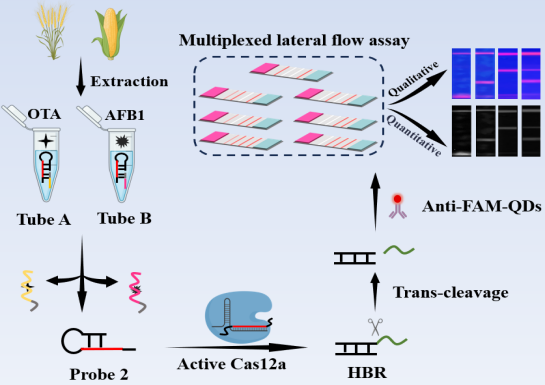 Multiplexed lateral flow assay
Qualitative
Quantitative
Extraction
OTA
AFB1
Tube A
Tube B
Anti-FAM-QDs
Trans-cleavage
Probe 2
Active Cas12a
HBR